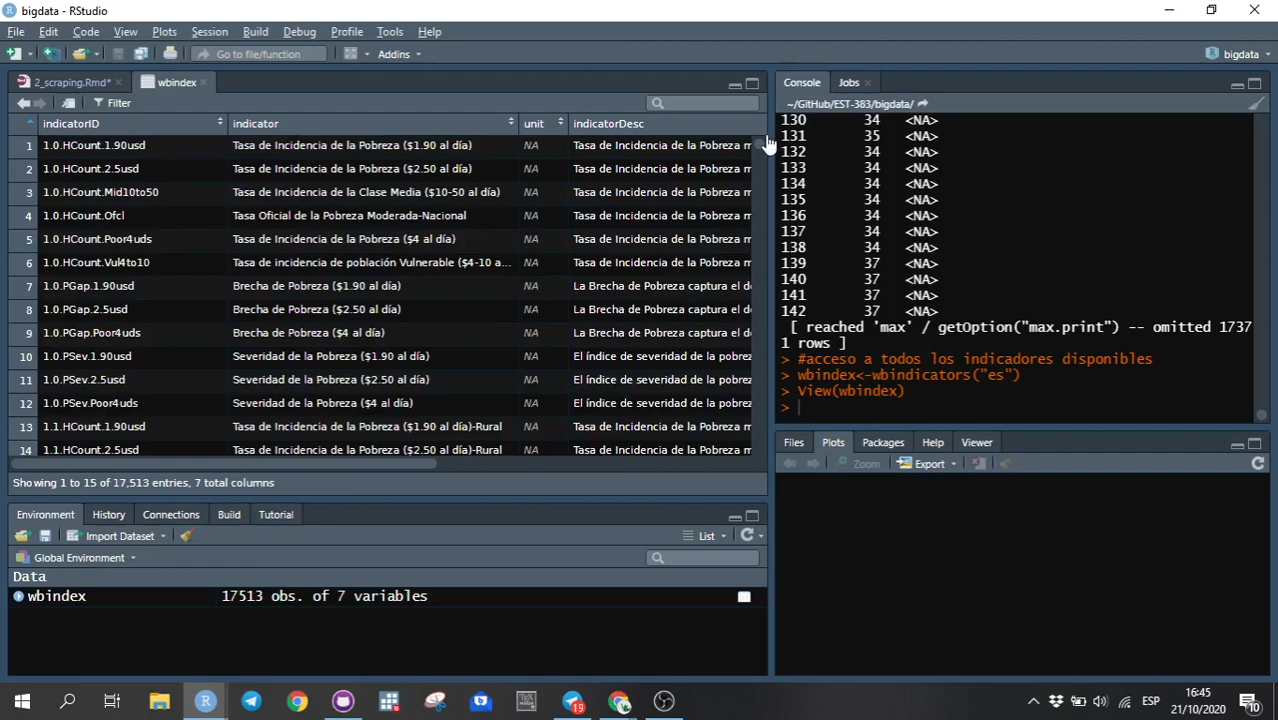 bigdata - RStudio
File Edit Code View Plots Session Build Debug Profile Tools Help
Go to file/function Addins bigdata
2_scraping.Rmd* wbindex
Filter
indicatorID indicator unit indicatorDesc
1 1.0.HCount.1.90usd Tasa de Incidencia de la Pobreza ($1.90 al día) NA Tasa de Incidencia de la Pobreza m
2 1.0.HCount.2.5usd Tasa de Incidencia de la Pobreza ($2.50 al día) NA Tasa de Incidencia de la Pobreza m
3 1.0.HCount.Mid10to50 Tasa de Incidencia de la Clase Media ($10-50 al día) NA Tasa de Incidencia de la Pobreza m
4 1.0.HCount.Ofcl Tasa Oficial de la Pobreza Moderada-Nacional NA Tasa de Incidencia de la Pobreza m
5 1.0.HCount.Poor4uds Tasa de Incidencia de la Pobreza ($4 al día) NA Tasa de Incidencia de la Pobreza m
6 1.0.HCount.Vul4to10 Tasa de incidencia de población Vulnerable ($4-10 a... NA Tasa de Incidencia de la Pobreza m
7 1.0.PGap.1.90usd Brecha de Pobreza ($1.90 al día) NA La Brecha de Pobreza captura el de
8 1.0.PGap.2.5usd Brecha de Pobreza ($2.50 al día) NA La Brecha de Pobreza captura el de
9 1.0.PGap.Poor4uds Brecha de Pobreza ($4 al día) NA La Brecha de Pobreza captura el de
10 1.0.PSev.1.90usd Severidad de la Pobreza ($1.90 al día) NA El índice de severidad de la pobrez
11 1.0.PSev.2.5usd Severidad de la Pobreza ($2.50 al día) NA El índice de severidad de la pobrez
12 1.0.PSev.Poor4uds Severidad de la Pobreza ($4 al día) NA El índice de severidad de la pobrez
13 1.1.HCount.1.90usd Tasa de Incidencia de la Pobreza ($1.90 al día)-Rural NA Tasa de Incidencia de la Pobreza m
14 1.1.HCount.2.5usd Tasa de Incidencia de la Pobreza ($2.50 al día)-Rural NA Tasa de Incidencia de la Pobreza m
Showing 1 to 15 of 17,513 entries, 7 total columns
Environment History Connections Build Tutorial
Import Dataset List
Global Environment
Data
wbindex 17513 obs. of 7 variables
Console Jobs
~/GitHub/EST-383/bigdata/
130 34 <NA>
131 35 <NA>
132 34 <NA>
133 34 <NA>
134 34 <NA>
135 34 <NA>
136 34 <NA>
137 34 <NA>
138 34 <NA>
139 37 <NA>
140 37 <NA>
141 37 <NA>
142 37 <NA>
[ reached 'max' / getOption("max.print") -- omitted 1737
1 rows ]
> #acceso a todos los indicadores disponibles
> wbindex<-wbindicators("es")
> View(wbindex)
>
Files Plots Packages Help Viewer
Zoom Export
19
ESP
16:45
21/10/2020
10